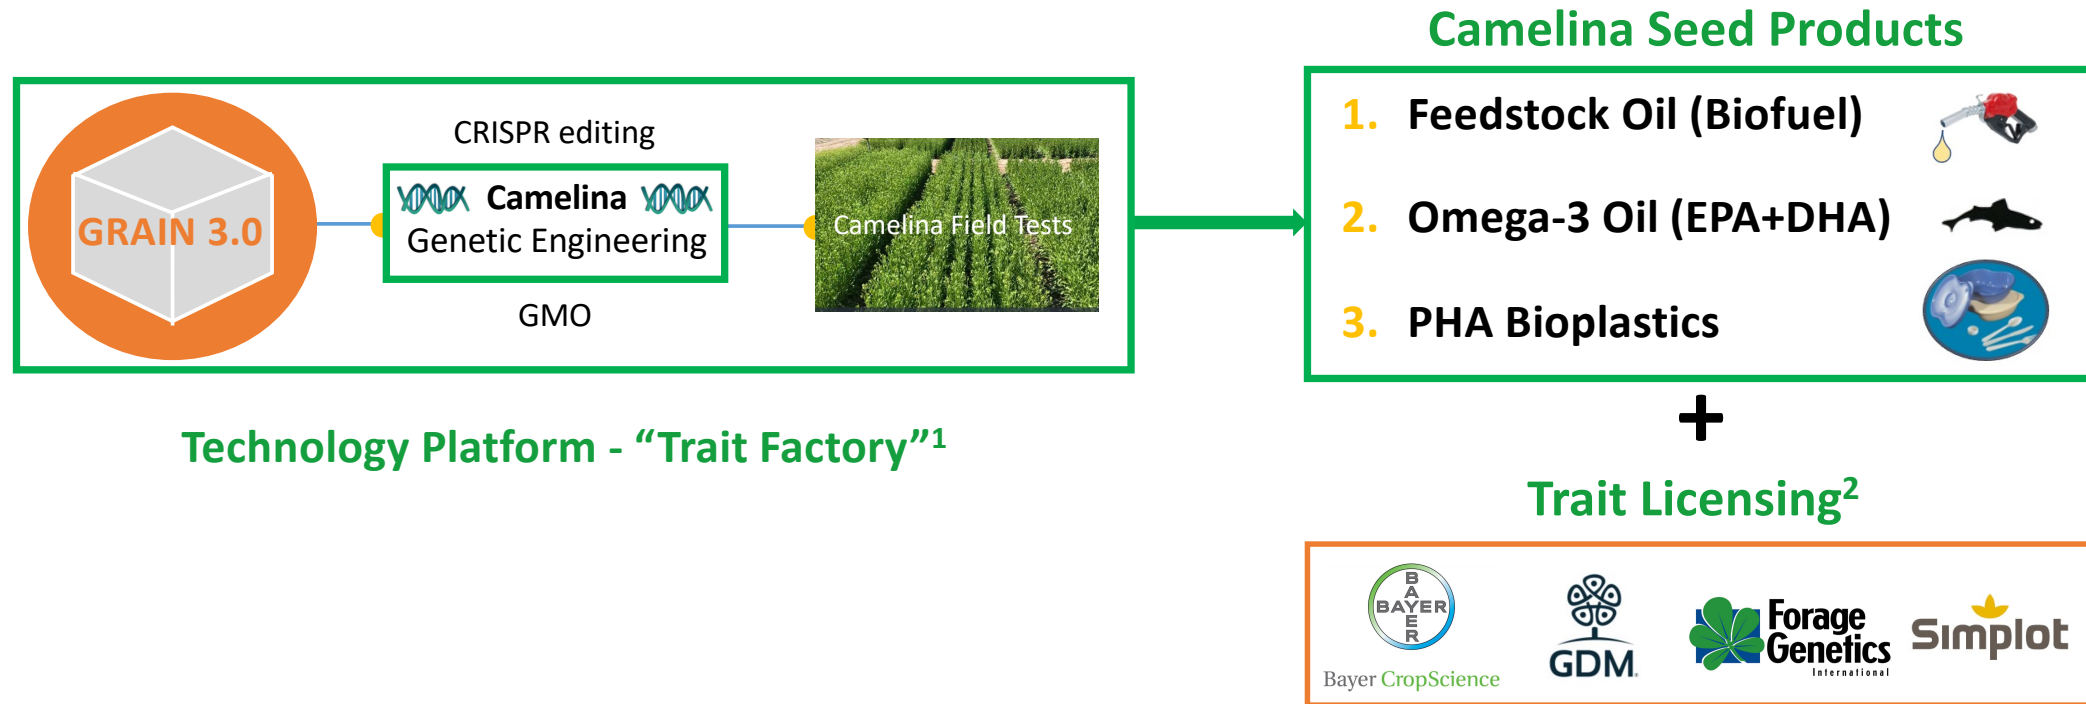 GRAIN 3.0
CRISPR editing
Camelina
Genetic Engineering
GMO
Camelina Field Tests
Technology Platform - “Trait Factory”1
Camelina Seed Products
1. Feedstock Oil (Biofuel)
2. Omega-3 Oil (EPA+DHA)
3. PHA Bioplastics
+
Trait Licensing2
BAYER
BAYER
Bayer CropScience
GDM
Forage
Genetics
International
Simplot